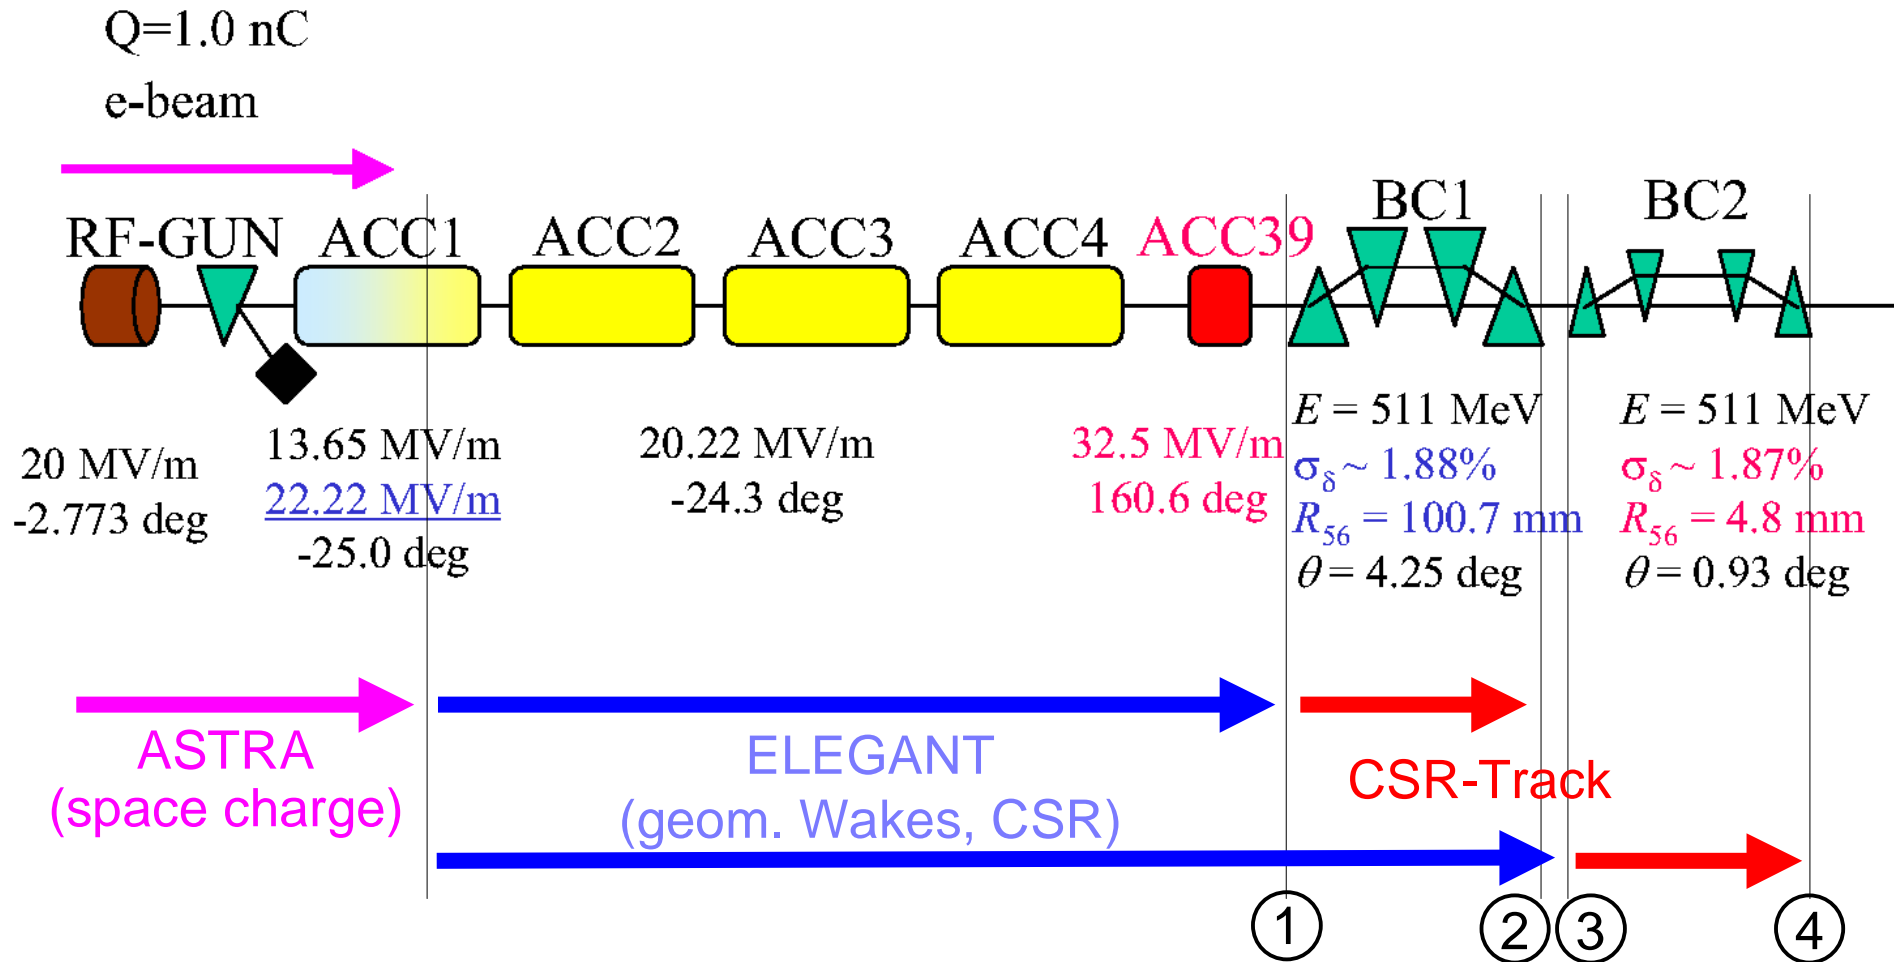 Q=1.0 nC
e-beam
RF-GUN ACC1 ACC2 ACC3 ACC4 ACC39 BC1 BC2
20 MV/m
-2.773 deg
13.65 MV/m
22.22 MV/m
-25.0 deg
20.22 MV/m
-24.3 deg
32.5 MV/m
160.6 deg
E = 511 MeV
σδ ~ 1.88%
R56 = 100.7 mm
θ = 4.25 deg
E = 511 MeV
σδ ~ 1.87%
R56 = 4.8 mm
θ = 0.93 deg
ASTRA
(space charge)
ELEGANT
(geom. Wakes, CSR)
CSR-Track
1 2 3 4